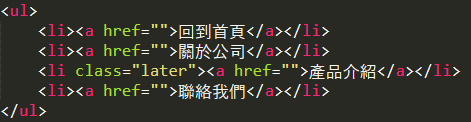 <ul>
    <li><a href="">回到首頁</a></li>
    <li><a href="">關於公司</a></li>
    <li class="later"><a href="">產品介紹</a></li>
    <li><a href="">聯絡我們</a></li>
</ul>